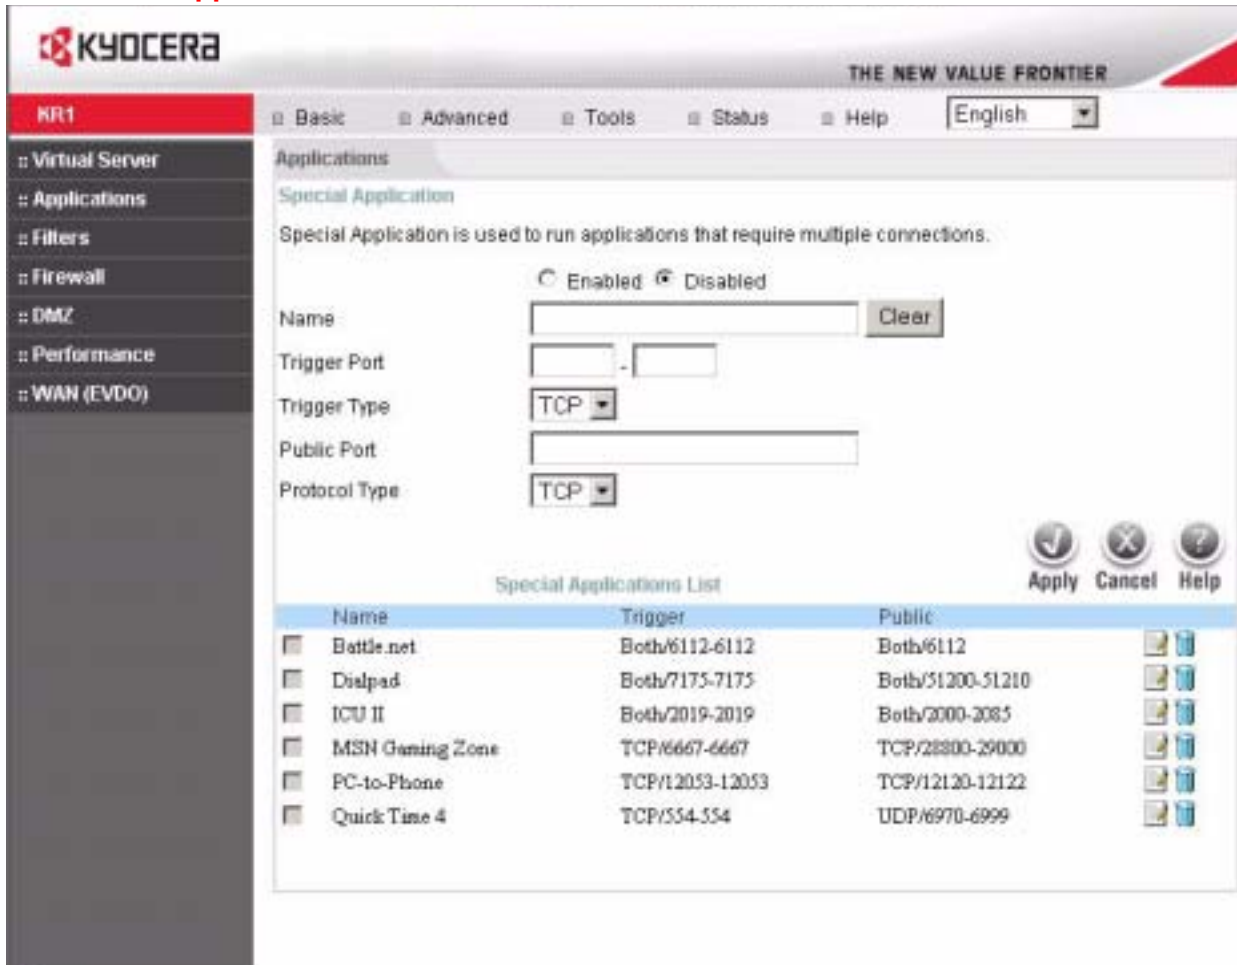 KYOCERA
THE NEW VALUE FRONTIER
KR1
Basic Advanced Tools Status Help English
:: Virtual Server
:: Applications
:: Filters
:: Firewall
:: DMZ
:: Performance
:: WAN (EVDO)
Applications
Special Application
Special Application is used to run applications that require multiple connections.
Enabled Disabled
Name Clear
Trigger Port -
Trigger Type TCP
Public Port
Protocol Type TCP
Apply Cancel Help
Special Applications List
Name Trigger Public
Battle.net Both/6112-6112 Both/6112
Dialpad Both/7175-7175 Both/51200-51210
ICU II Both/2019-2019 Both/2000-2085
MSN Gaming Zone TCP/6667-6667 TCP/28800-29000
PC-to-Phone TCP/12053-12053 TCP/12120-12122
Quick Time 4 TCP/554-554 UDP/6970-6999